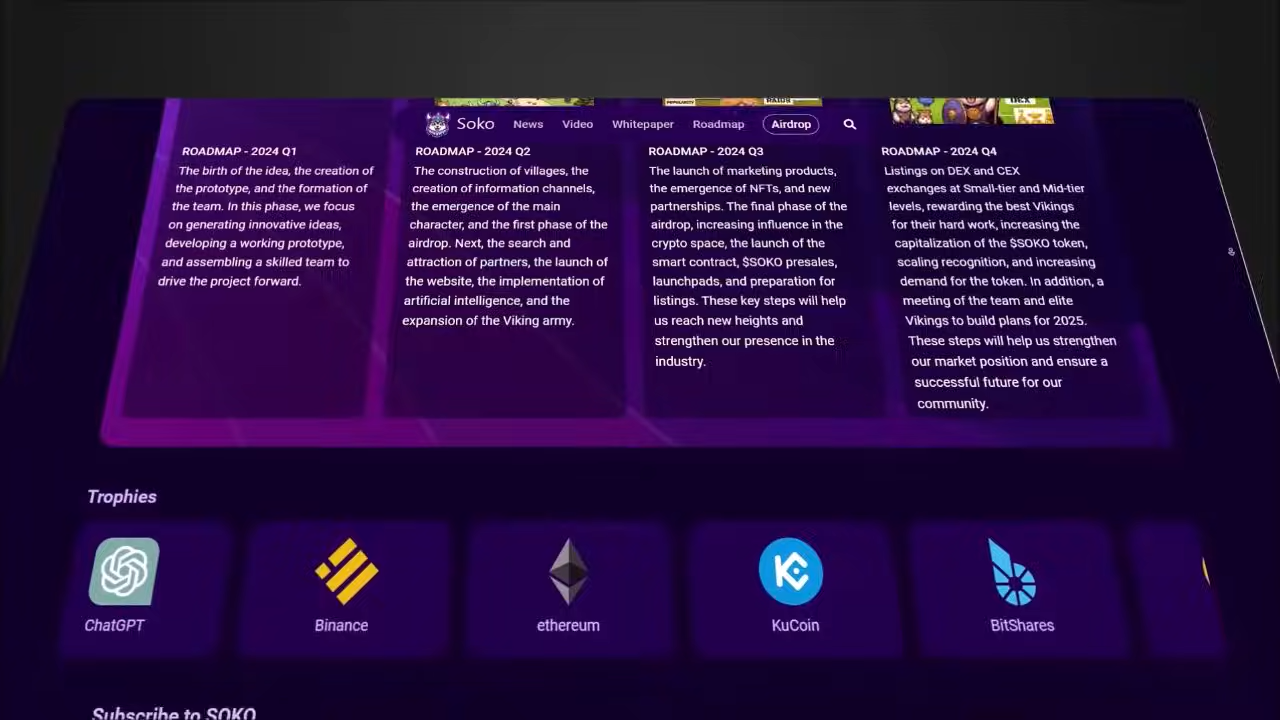 POPULARITY
RAIDS
DEX
Soko
News
Video
Whitepaper
Roadmap
Airdrop
ROADMAP - 2024 Q1
The birth of the idea, the creation of
the prototype, and the formation of
the team. In this phase, we focus
on generating innovative ideas,
developing a working prototype,
and assembling a skilled team to
drive the project forward.
ROADMAP - 2024 Q2
The construction of villages, the
creation of information channels,
the emergence of the main
character, and the first phase of the
airdrop. Next, the search and
attraction of partners, the launch of
the website, the implementation of
artificial intelligence, and the
expansion of the Viking army.
ROADMAP - 2024 Q3
The launch of marketing products,
the emergence of NFTs, and new
partnerships. The final phase of the
airdrop, increasing influence in the
crypto space, the launch of the
smart contract, $SOKO presales,
launchpads, and preparation for
listings. These key steps will help
us reach new heights and
strengthen our presence in the
industry.
ROADMAP - 2024 Q4
Listings on DEX and CEX
exchanges at Small-tier and Mid-tier
levels, rewarding the best Vikings
for their hard work, increasing the
capitalization of the $SOKO token,
scaling recognition, and increasing
demand for the token. In addition, a
meeting of the team and elite
Vikings to build plans for 2025.
These steps will help us strengthen
our market position and ensure a
successful future for our
community.
Trophies
ChatGPT
Binance
ethereum
KuCoin
BitShares
Subscribe to SOKO